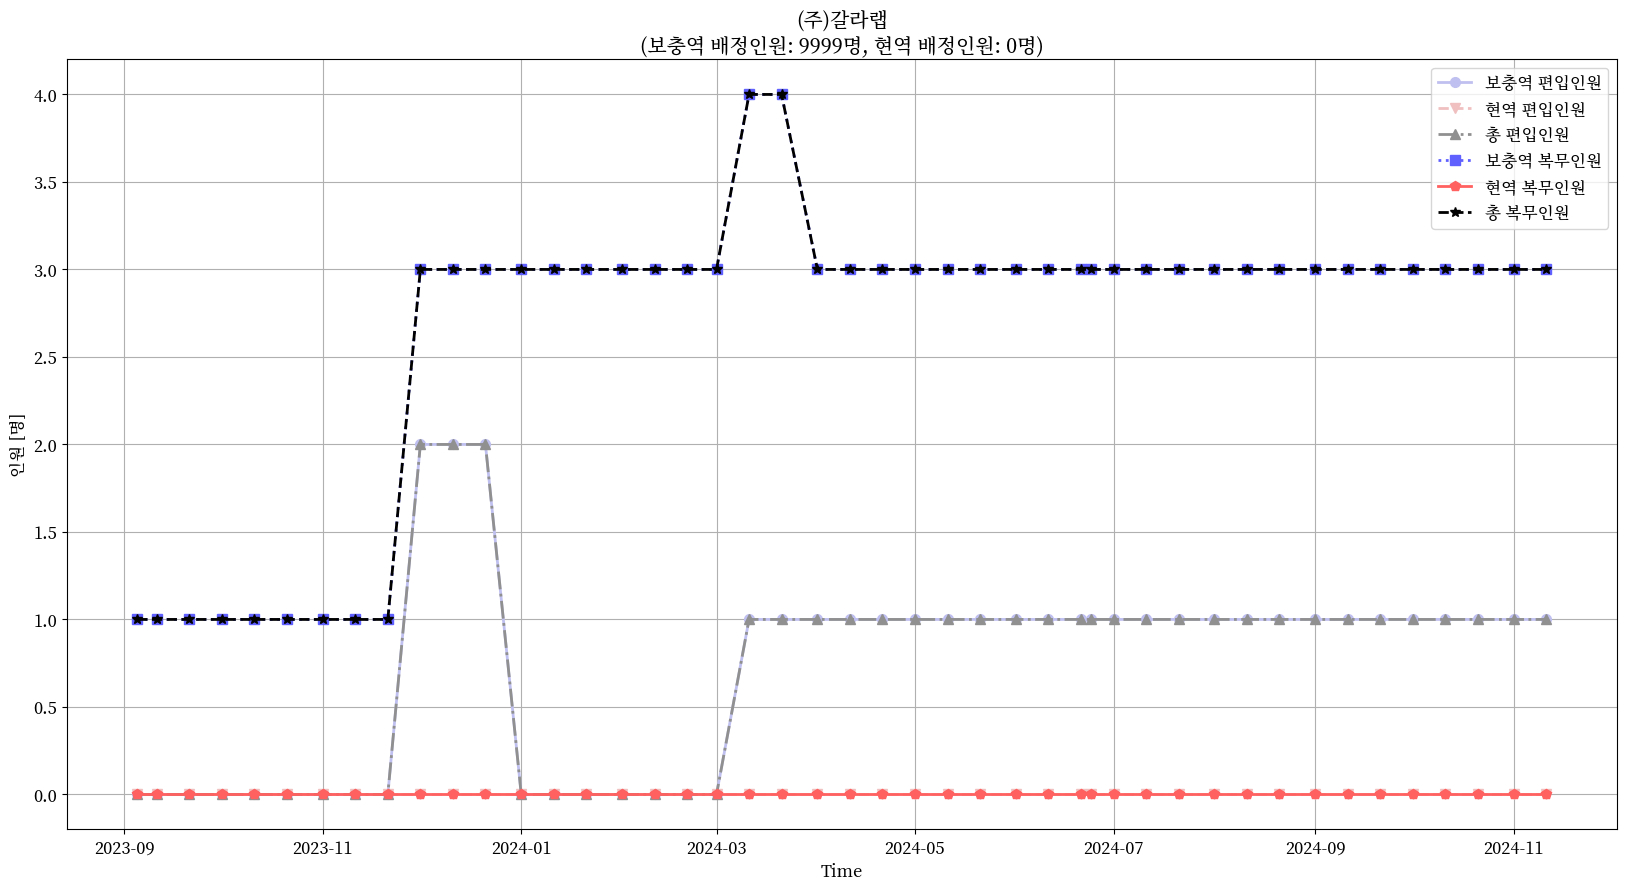 (주)갈라랩
(보충역 배정인원: 9999명, 현역 배정인원: 0명)
보충역 편입인원
현역 편입인원
총 편입인원
보충역 복무인원
현역 복무인원
총 복무인원
인원 [명]
4.0
3.5
3.0
2.5
2.0
1.5
1.0
0.5
0.0
2023-09
2023-11
2024-01
2024-03
2024-05
2024-07
2024-09
2024-11
Time